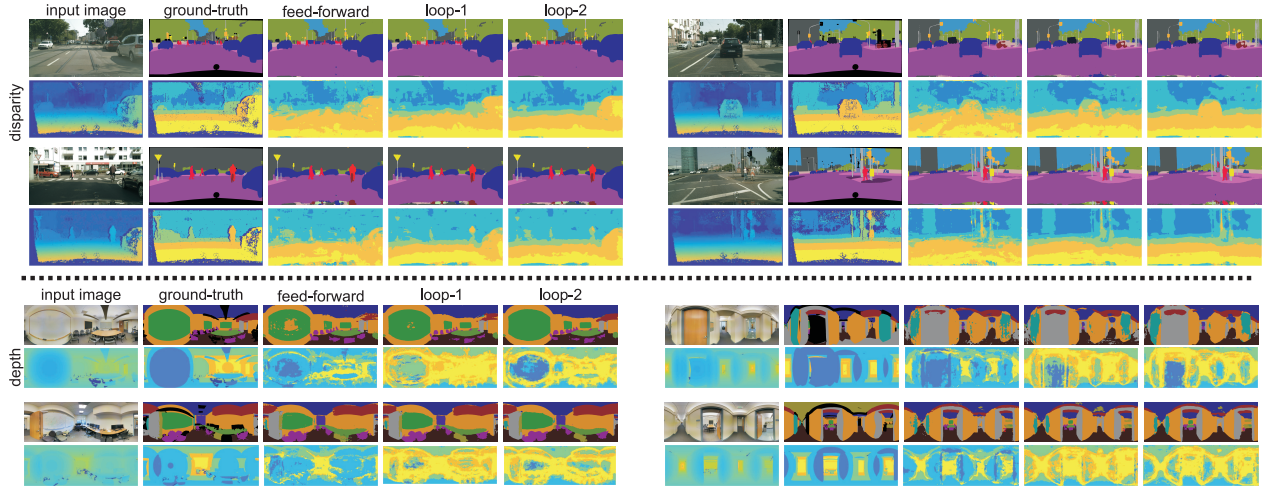 input image ground-truth feed-forward loop-1 loop-2
disparity
input image ground-truth feed-forward loop-1 loop-2
depth